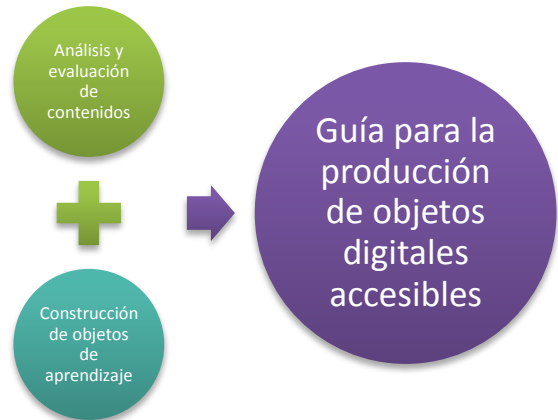 Análisis y
evaluación
de
contenidos
Construcción
de objetos
de
aprendizaje
Guía para la
producción
de objetos
digitales
accesibles